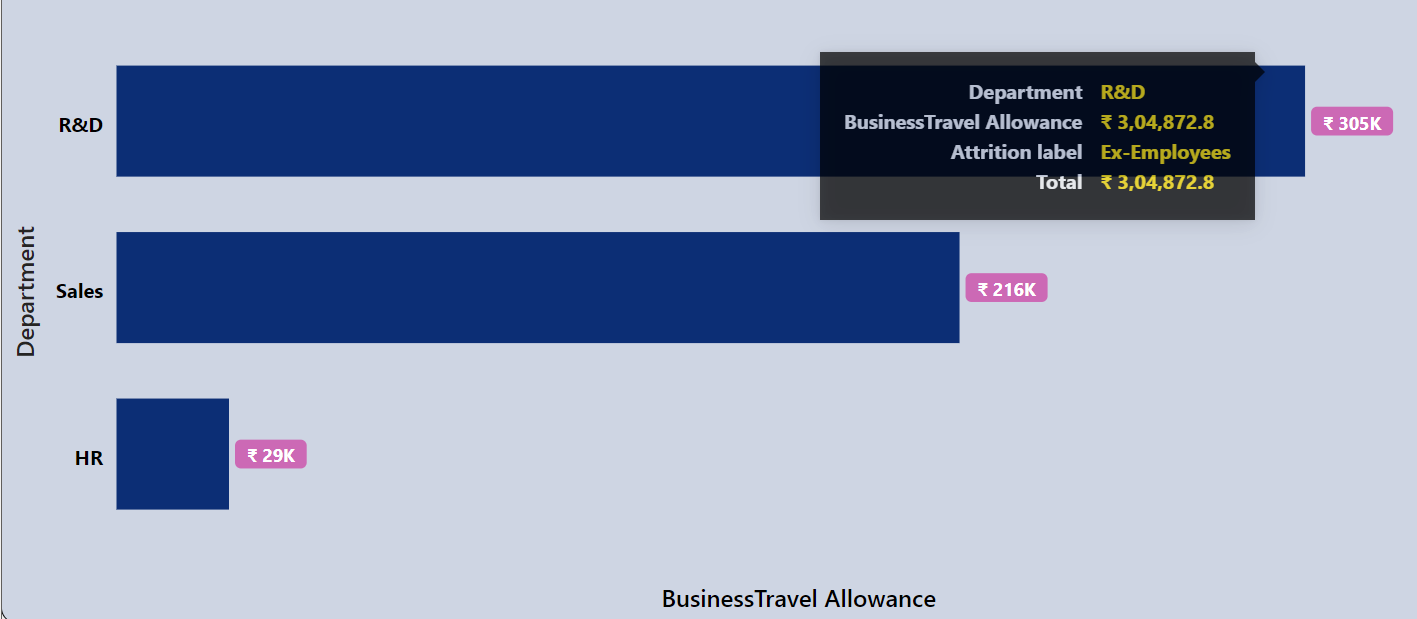 Department R&D
BusinessTravel Allowance ₹ 3,04,872.8
Attrition label Ex-Employees
Total ₹ 3,04,872.8
R&D ₹ 305K
Department
Sales ₹ 216K
HR ₹ 29K
BusinessTravel Allowance